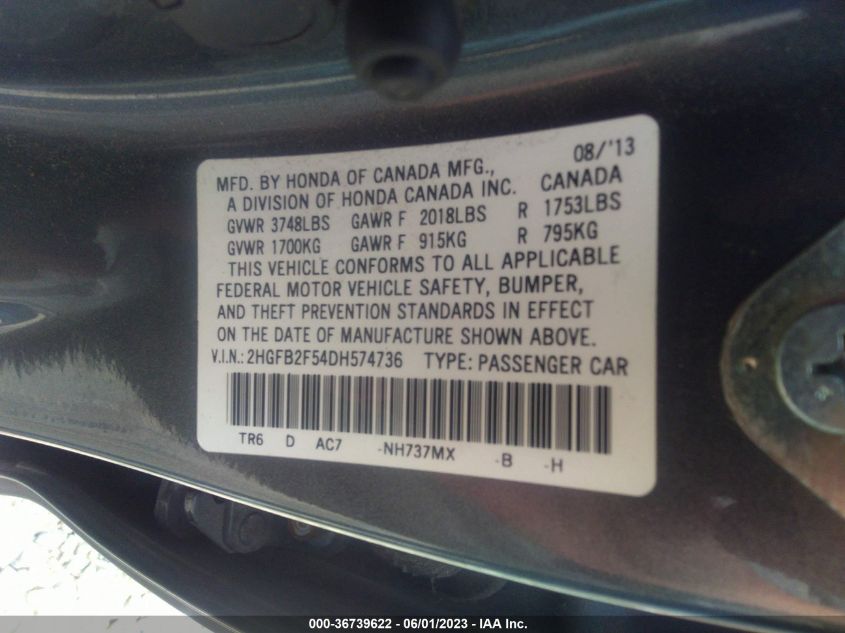 08/'13
MFD. BY HONDA OF CANADA MFG.,
A DIVISION OF HONDA CANADA INC. CANADA
GVWR 3748LBS GAWR F 2018LBS R 1753LBS
GVWR 1700KG GAWR F 915KG R 795KG
THIS VEHICLE CONFORMS TO ALL APPLICABLE
FEDERAL MOTOR VEHICLE SAFETY, BUMPER,
AND THEFT PREVENTION STANDARDS IN EFFECT
ON THE DATE OF MANUFACTURE SHOWN ABOVE.
V.I.N.: 2HGFB2F54DH574736 TYPE: PASSENGER CAR
TR6 D AC7 -NH737MX -B -H
000-36739622 - 06/01/2023 - IAA Inc.